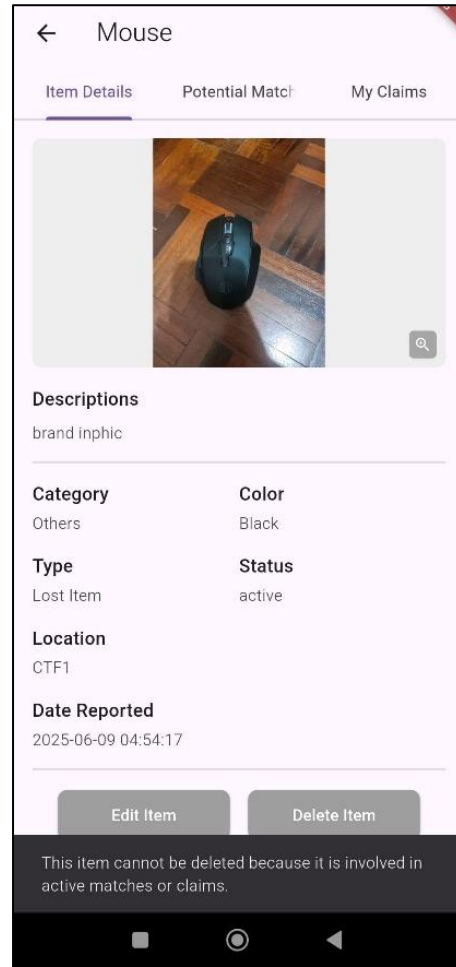 Mouse
Item Details Potential Match My Claims
Descriptions
brand inphic
Category Color
Others Black
Type Status
Lost Item active
Location
CTF1
Date Reported
2025-06-09 04:54:17
Edit Item Delete Item
This item cannot be deleted because it is involved in
active matches or claims.